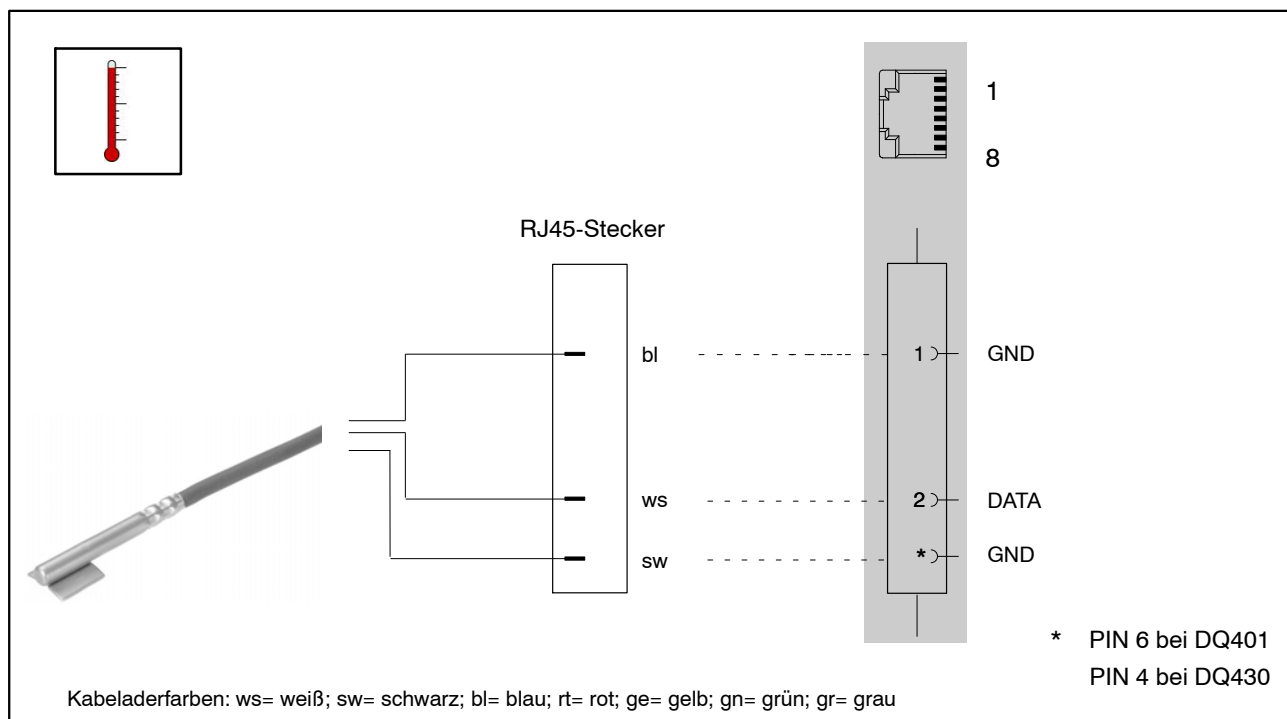 1
8
RJ45-Stecker
bl
1
GND
ws
2
DATA
sw
*
GND
* PIN 6 bei DQ401
PIN 4 bei DQ430
Kabeladerfarben: ws= weiß; sw= schwarz; bl= blau; rt= rot; ge= gelb; gn= grün; gr= grau